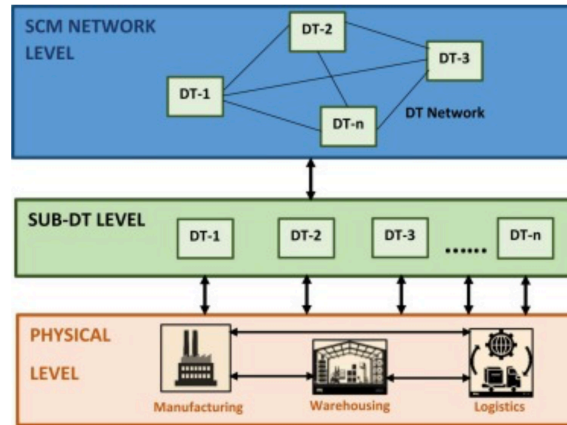 SCM NETWORK
LEVEL
DT-2
DT-3
DT-1
DT-n
DT Network
SUB-DT LEVEL
DT-1
DT-2
DT-3
......
DT-n
PHYSICAL
LEVEL
Manufacturing
Warehousing
Logistics